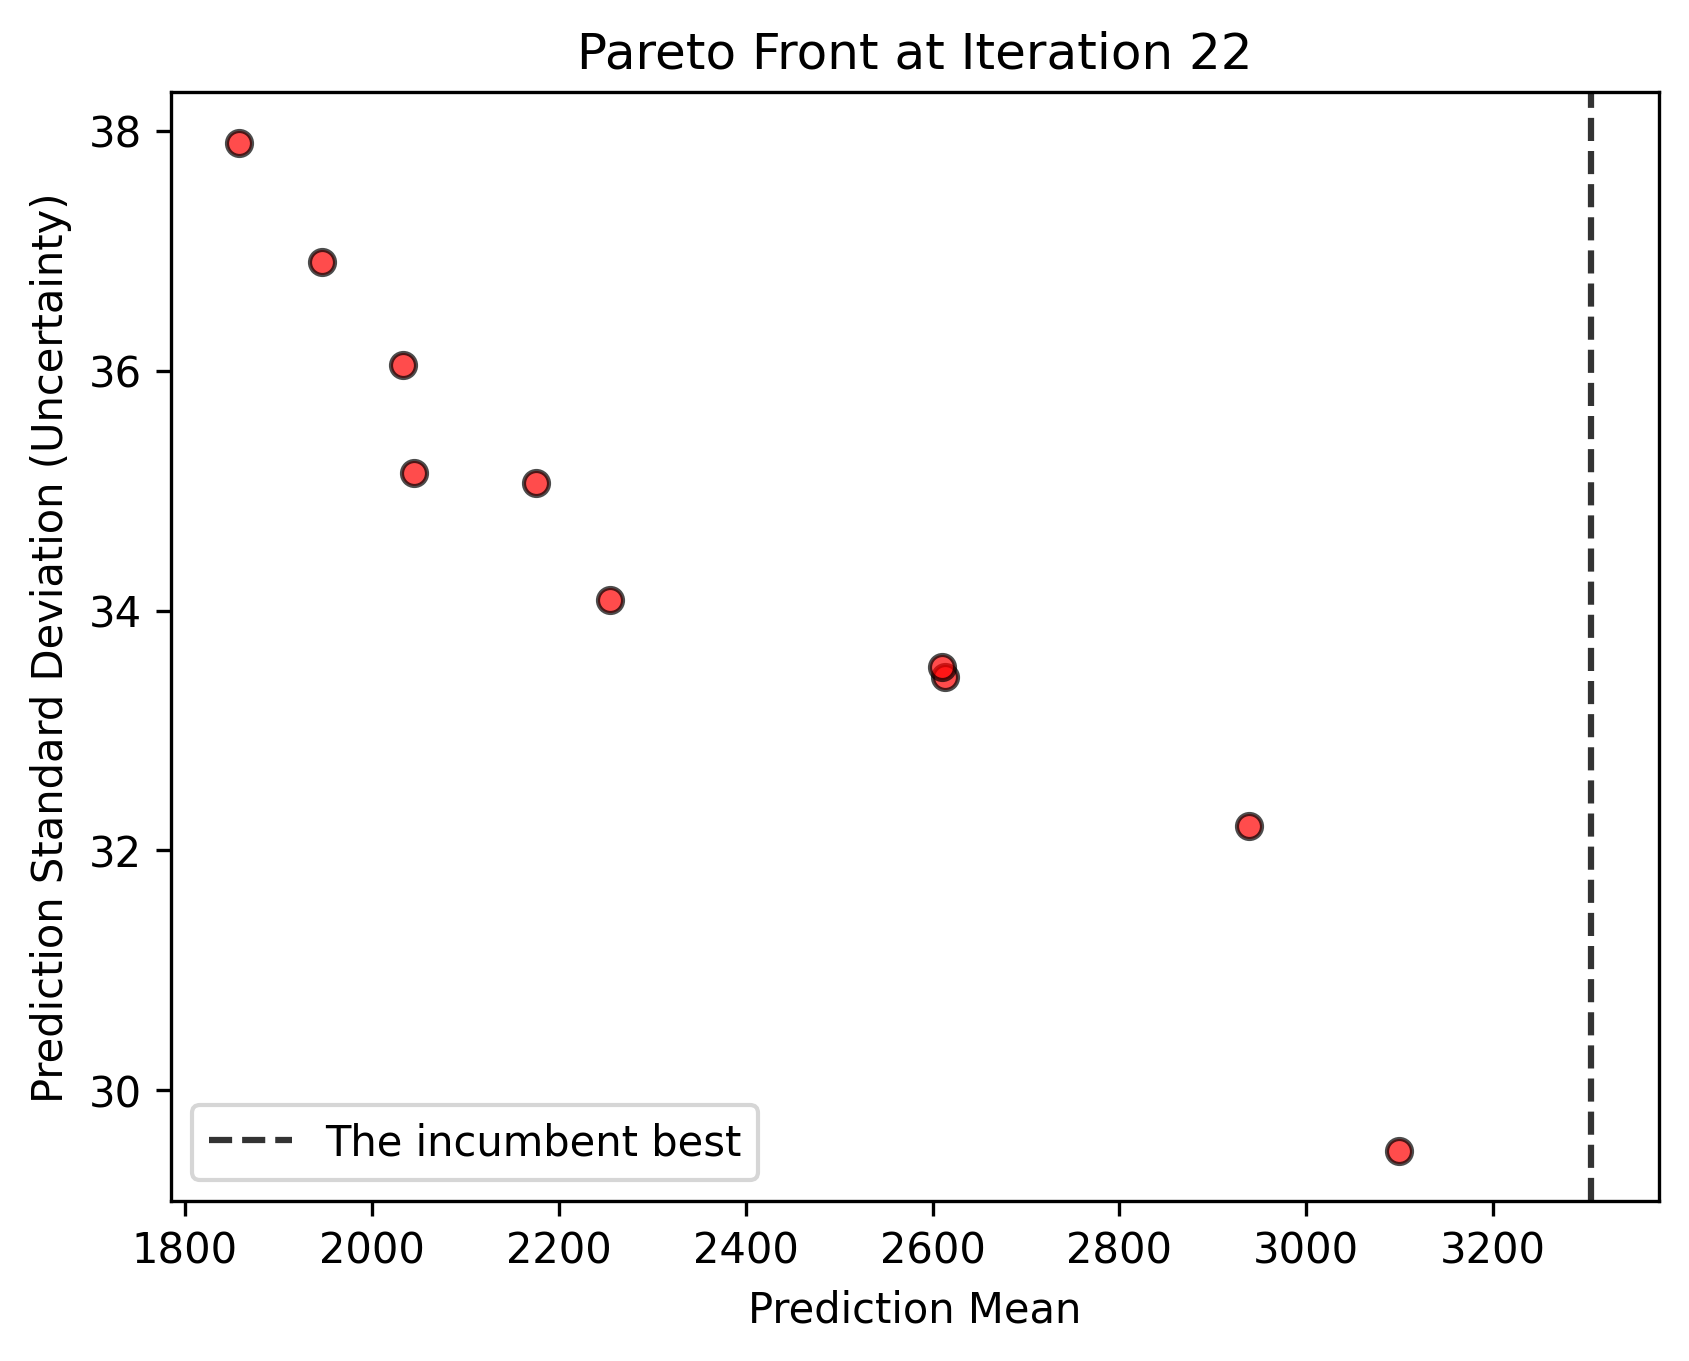 Pareto Front at Iteration 22
Prediction Standard Deviation (Uncertainty)
38
36
34
32
30
The incumbent best
1800 2000 2200 2400 2600 2800 3000 3200
Prediction Mean